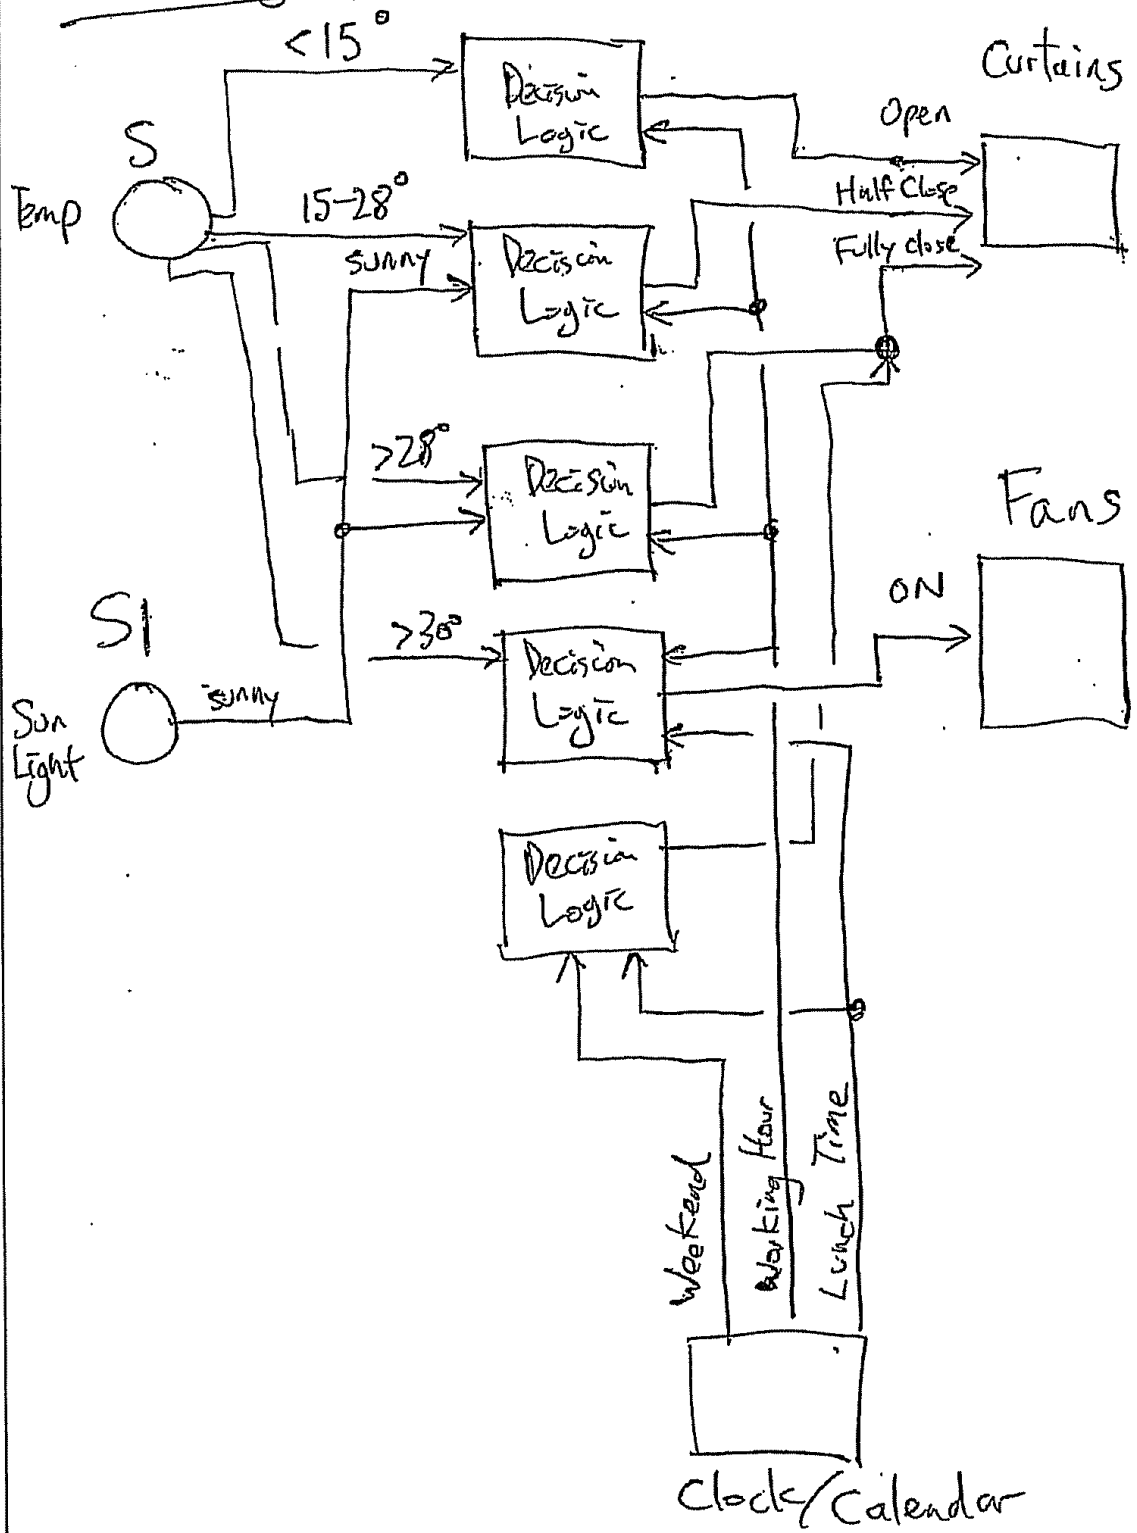 <15°
Decision
Logic
Curtains
Open
S
Temp
15-28°
sunny
Decision
Logic
Half Close
Fully close
>28°
Decision
Logic
Fans
ON
S1
Sun
Light
sunny
>30°
Decision
Logic
Decision
Logic
Weekend
Working Hour
Lunch Time
Clock/Calendar